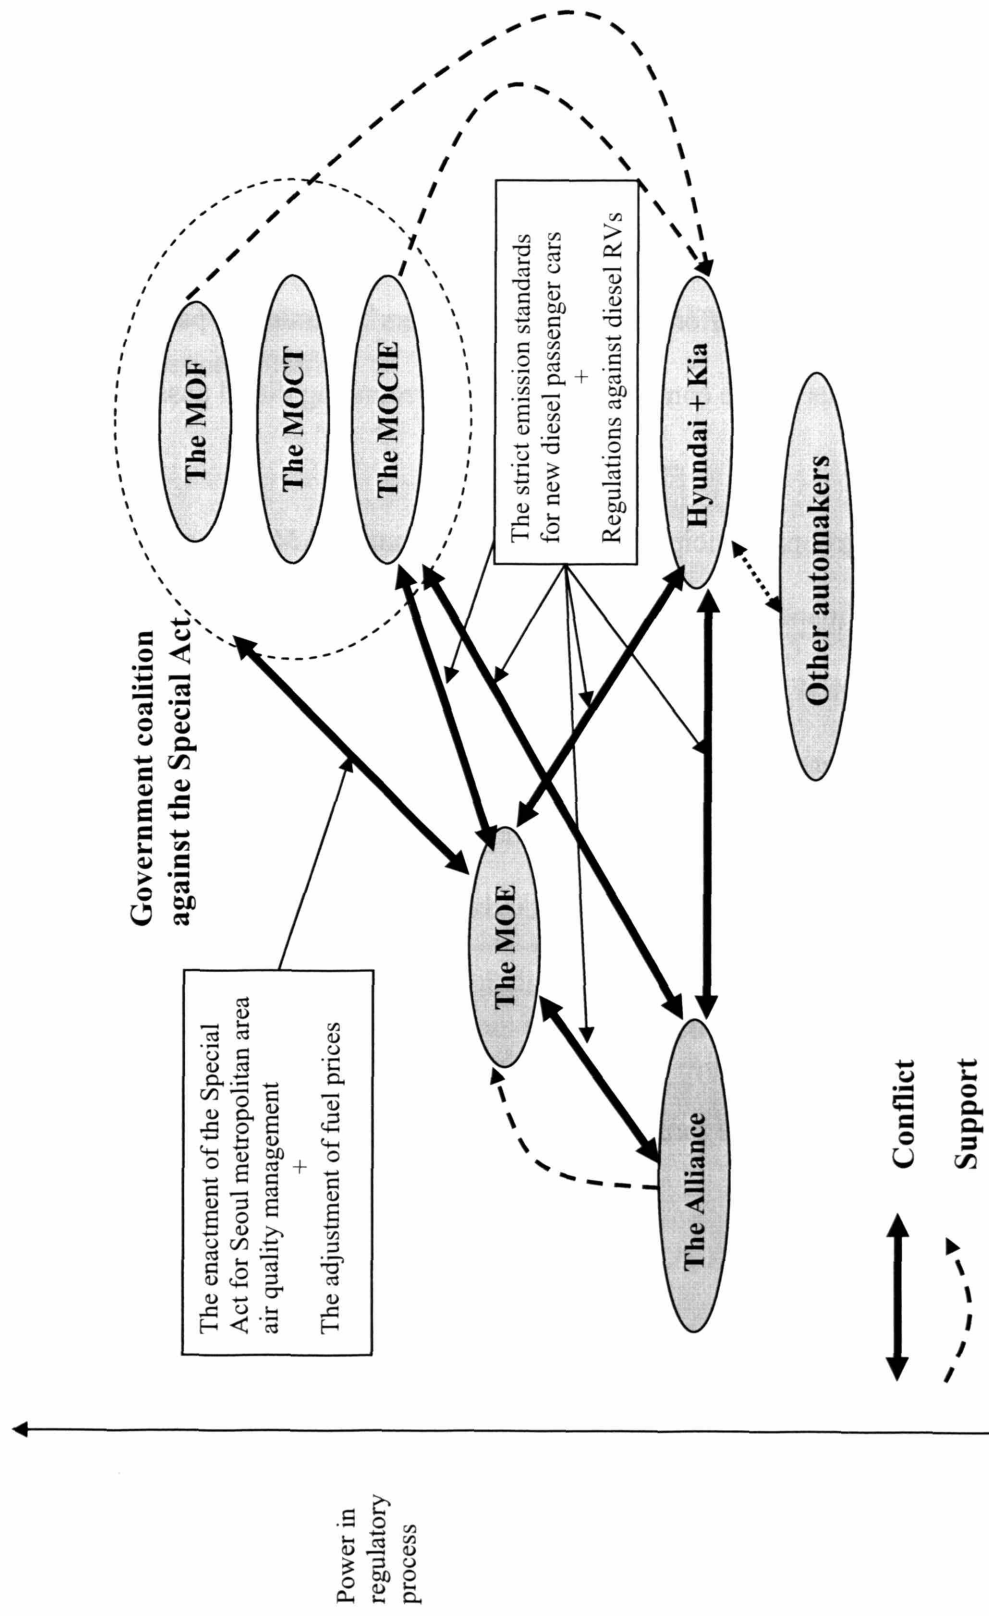 Power in
regulatory
process
Government coalition
against the Special Act
The enactment of the Special
Act for Seoul metropolitan area
air quality management
+
The adjustment of fuel prices
The MOF
The MOCT
The MOCIE
The MOE
The strict emission standards
for new diesel passenger cars
+
Regulations against diesel RVs
The Alliance
Hyundai + Kia
Other automakers
Conflict
Support